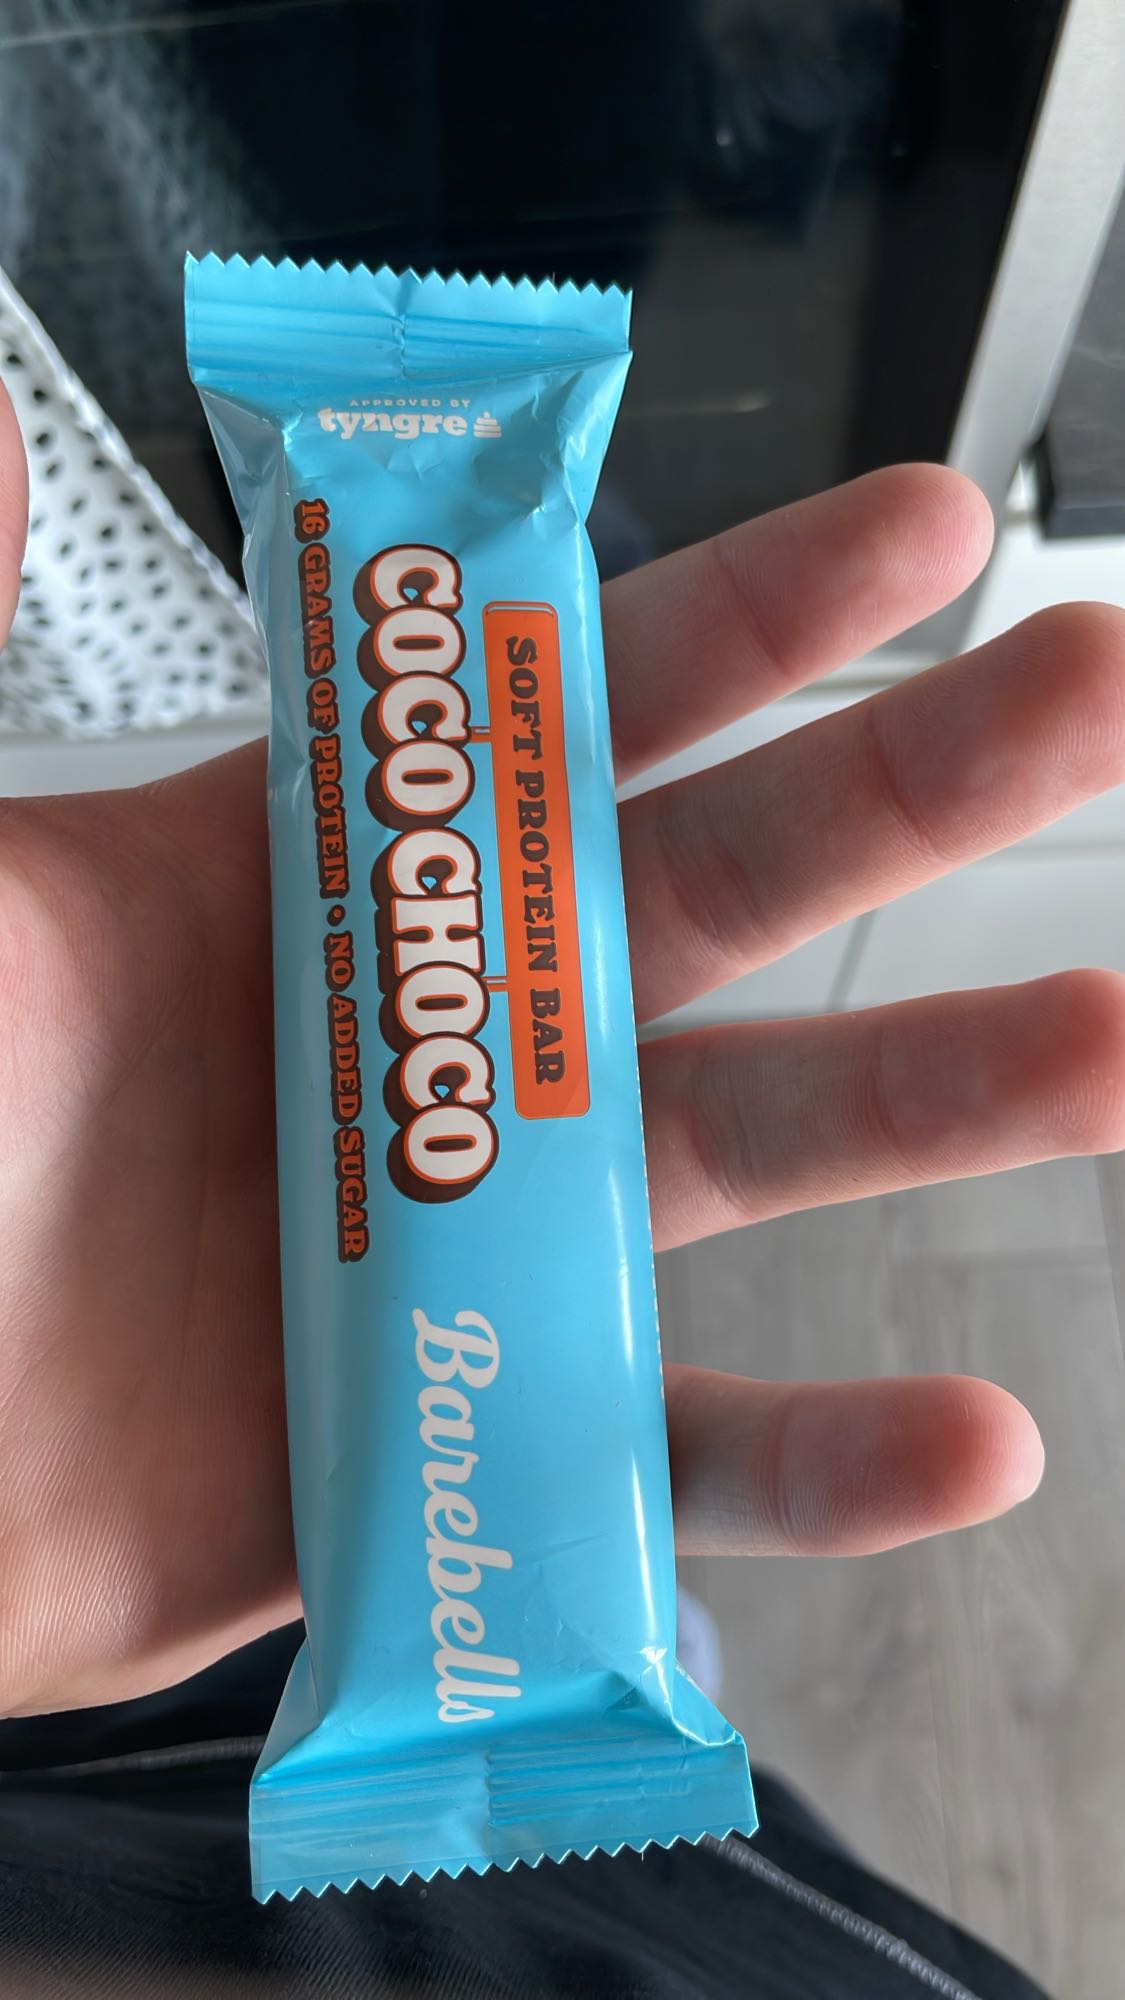 APPROVED BY
tyngre
SOFT PROTEIN BAR
COCO CHOCO
16 GRAMS OF PROTEIN • NO ADDED SUGAR
Barebells